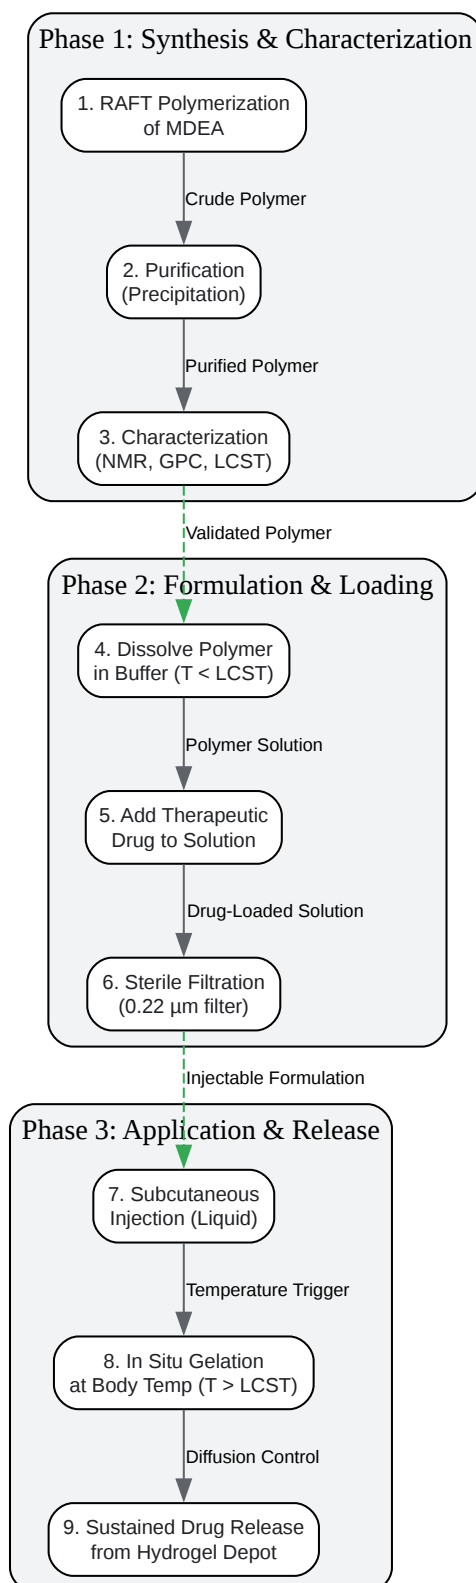 Phase 1: Synthesis & Characterization
1. RAFT Polymerization
of MDEA
Crude Polymer
2. Purification
(Precipitation)
Purified Polymer
3. Characterization
(NMR, GPC, LCST)
Validated Polymer
Phase 2: Formulation & Loading
4. Dissolve Polymer
in Buffer (T < LCST)
Polymer Solution
5. Add Therapeutic
Drug to Solution
Drug-Loaded Solution
6. Sterile Filtration
(0.22 µm filter)
Injectable Formulation
Phase 3: Application & Release
7. Subcutaneous
Injection (Liquid)
Temperature Trigger
8. In Situ Gelation
at Body Temp (T > LCST)
Diffusion Control
9. Sustained Drug Release
from Hydrogel Depot